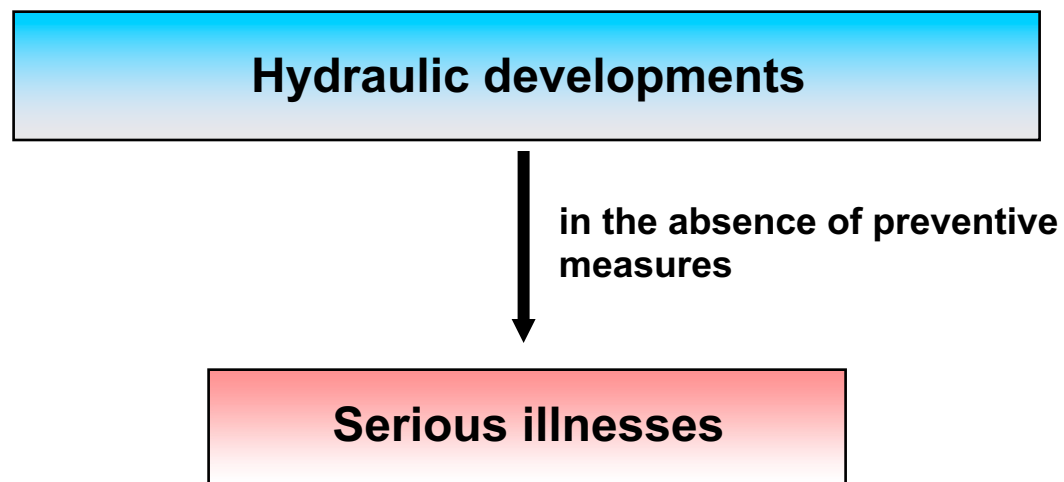 Hydraulic developments
in the absence of preventive
measures
Serious illnesses